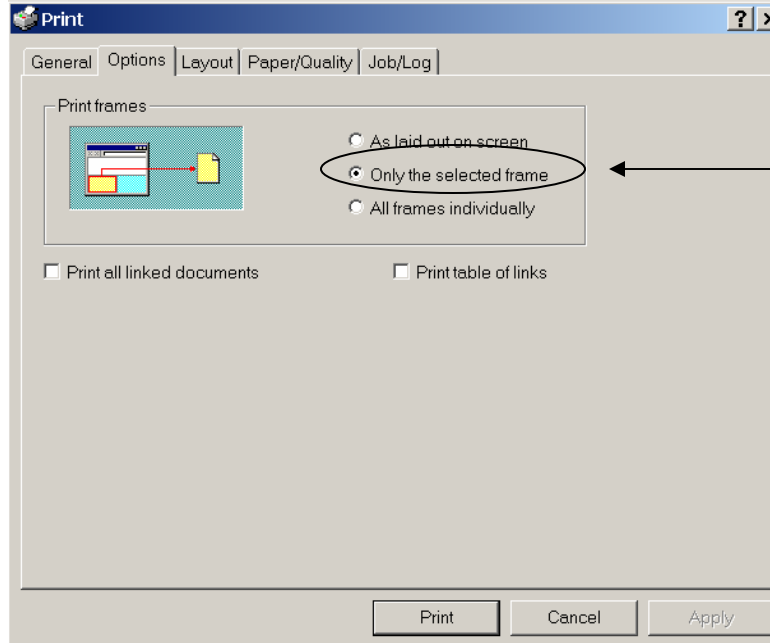 Print
General Options Layout Paper/Quality Job/Log
Print frames
As laid out on screen
Only the selected frame
All frames individually
Print all linked documents Print table of links
Print Cancel Apply